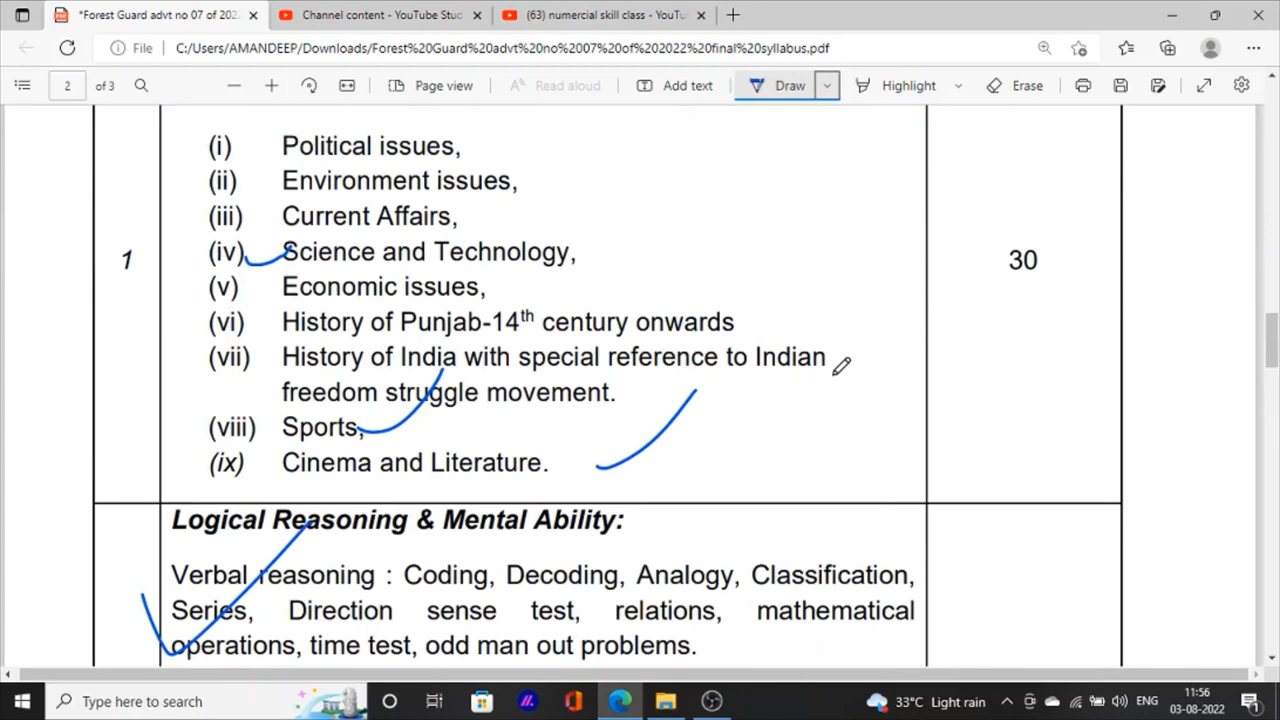 *Forest Guard advt no 07 of 202
Channel content - YouTube Stud
(63) numercial skill class - YouTu
File
C:/Users/AMANDEEP/Downloads/Forest%20Guard%20advt%20no%2007%20of%202022%20final%20syllabus.pdf
2 of 3
Page view
Read aloud
Add text
Draw
Highlight
Erase
(i) Political issues,
(ii) Environment issues,
(iii) Current Affairs,
(iv) Science and Technology,
(v) Economic issues,
1
30
(vi) History of Punjab-14th century onwards
(vii) History of India with special reference to Indian
freedom struggle movement.
(viii) Sports,
(ix) Cinema and Literature.
Logical Reasoning & Mental Ability:
Verbal reasoning : Coding, Decoding, Analogy, Classification,
Series, Direction sense test, relations, mathematical
operations, time test, odd man out problems.
Type here to search
33°C Light rain
ENG
11:56
03-08-2022
1